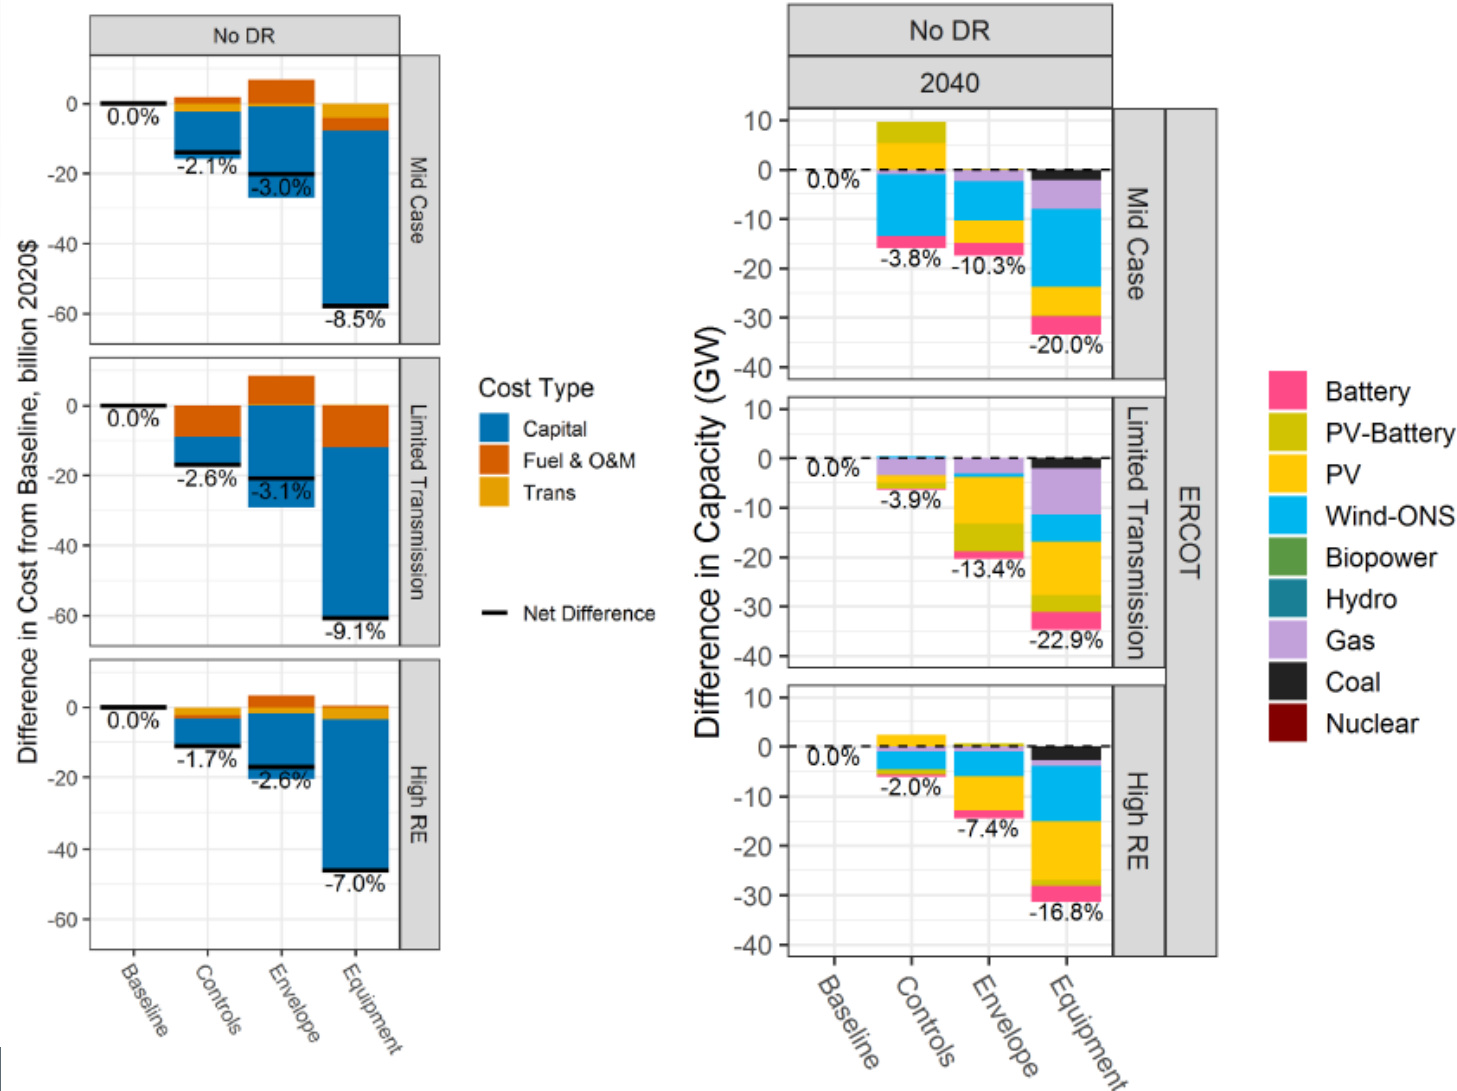 No DR
Difference in Cost from Baseline, billion 2020$
0
-20
-40
-60
0.0%
-2.1%
-3.0%
-8.5%
Mid Case
0
-20
-40
-60
0.0%
-2.6%
-3.1%
-9.1%
Limited Transmission
0
-20
-40
-60
0.0%
-1.7%
-2.6%
-7.0%
High RE
Baseline
Controls
Envelope
Equipment
Cost Type
Capital
Fuel & O&M
Trans
Net Difference
No DR
2040
Difference in Capacity (GW)
10
0
-10
-20
-30
-40
0.0%
-3.8%
-10.3%
-20.0%
Mid Case
10
0
-10
-20
-30
-40
0.0%
-3.9%
-13.4%
-22.9%
Limited Transmission
10
0
-10
-20
-30
-40
0.0%
-2.0%
-7.4%
-16.8%
High RE
ERCOT
Baseline
Controls
Envelope
Equipment
Battery
PV-Battery
PV
Wind-ONS
Biopower
Hydro
Gas
Coal
Nuclear